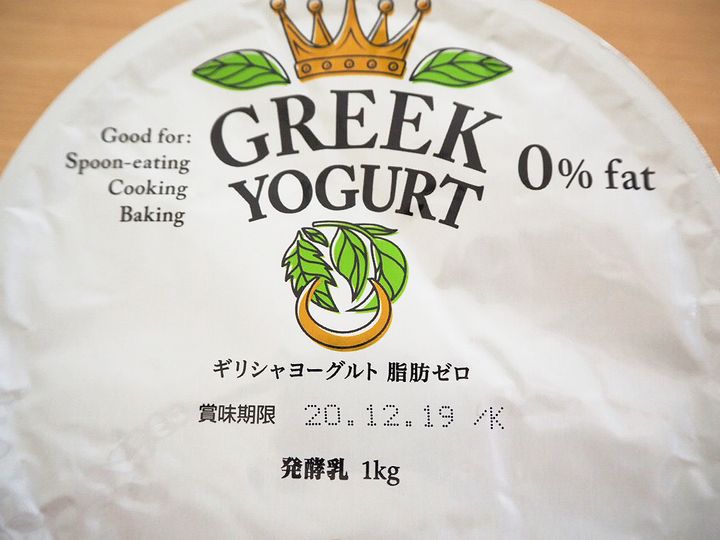 GREEK
YOGURT
Good for:
Spoon-eating
Cooking
Baking
0% fat
ギリシャヨーグルト 脂肪ゼロ
賞味期限 20.12.19 /K
発酵乳 1kg